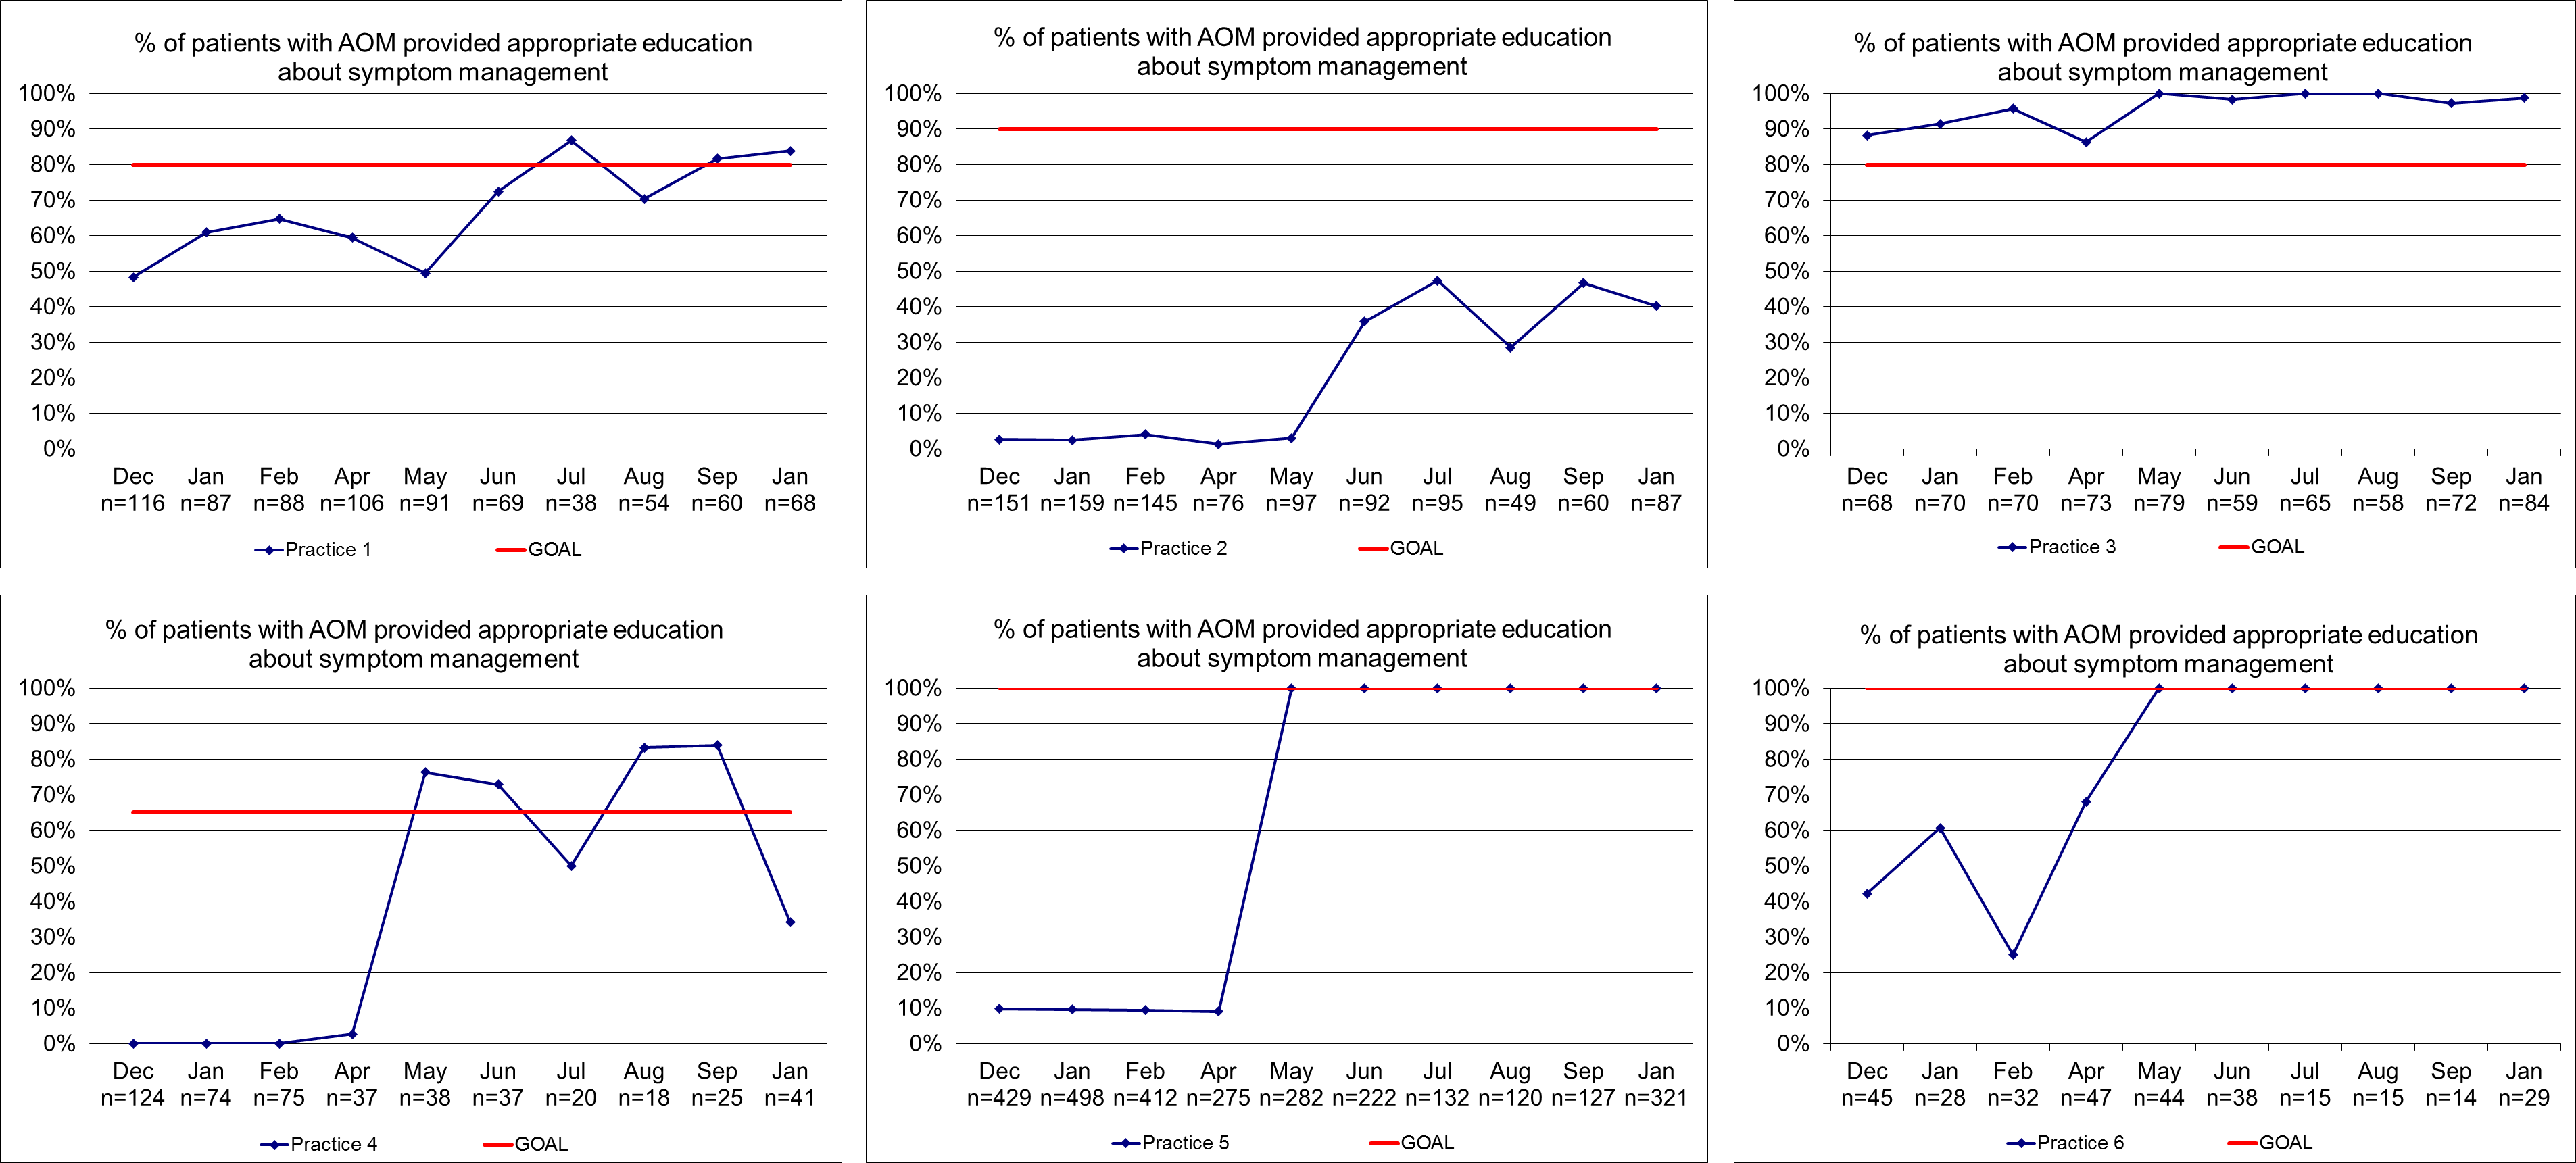 % of patients with AOM provided appropriate education
about symptom management
100%
90%
80%
70%
60%
50%
40%
30%
20%
10%
0%
Dec Jan Feb Apr May Jun Jul Aug Sep Jan
n=116 n=87 n=88 n=106 n=91 n=69 n=38 n=54 n=60 n=68
Practice 1 GOAL
% of patients with AOM provided appropriate education
about symptom management
100%
90%
80%
70%
60%
50%
40%
30%
20%
10%
0%
Dec Jan Feb Apr May Jun Jul Aug Sep Jan
n=151 n=159 n=145 n=76 n=97 n=92 n=95 n=49 n=60 n=87
Practice 2 GOAL
% of patients with AOM provided appropriate education
about symptom management
100%
90%
80%
70%
60%
50%
40%
30%
20%
10%
0%
Dec Jan Feb Apr May Jun Jul Aug Sep Jan
n=68 n=70 n=70 n=73 n=79 n=59 n=65 n=58 n=72 n=84
Practice 3 GOAL
% of patients with AOM provided appropriate education
about symptom management
100%
90%
80%
70%
60%
50%
40%
30%
20%
10%
0%
Dec Jan Feb Apr May Jun Jul Aug Sep Jan
n=124 n=74 n=75 n=37 n=38 n=37 n=20 n=18 n=25 n=41
Practice 4 GOAL
% of patients with AOM provided appropriate education
about symptom management
100%
90%
80%
70%
60%
50%
40%
30%
20%
10%
0%
Dec Jan Feb Apr May Jun Jul Aug Sep Jan
n=429 n=498 n=412 n=275 n=282 n=222 n=132 n=120 n=127 n=321
Practice 5 GOAL
% of patients with AOM provided appropriate education
about symptom management
100%
90%
80%
70%
60%
50%
40%
30%
20%
10%
0%
Dec Jan Feb Apr May Jun Jul Aug Sep Jan
n=45 n=28 n=32 n=47 n=44 n=38 n=15 n=15 n=14 n=29
Practice 6 GOAL